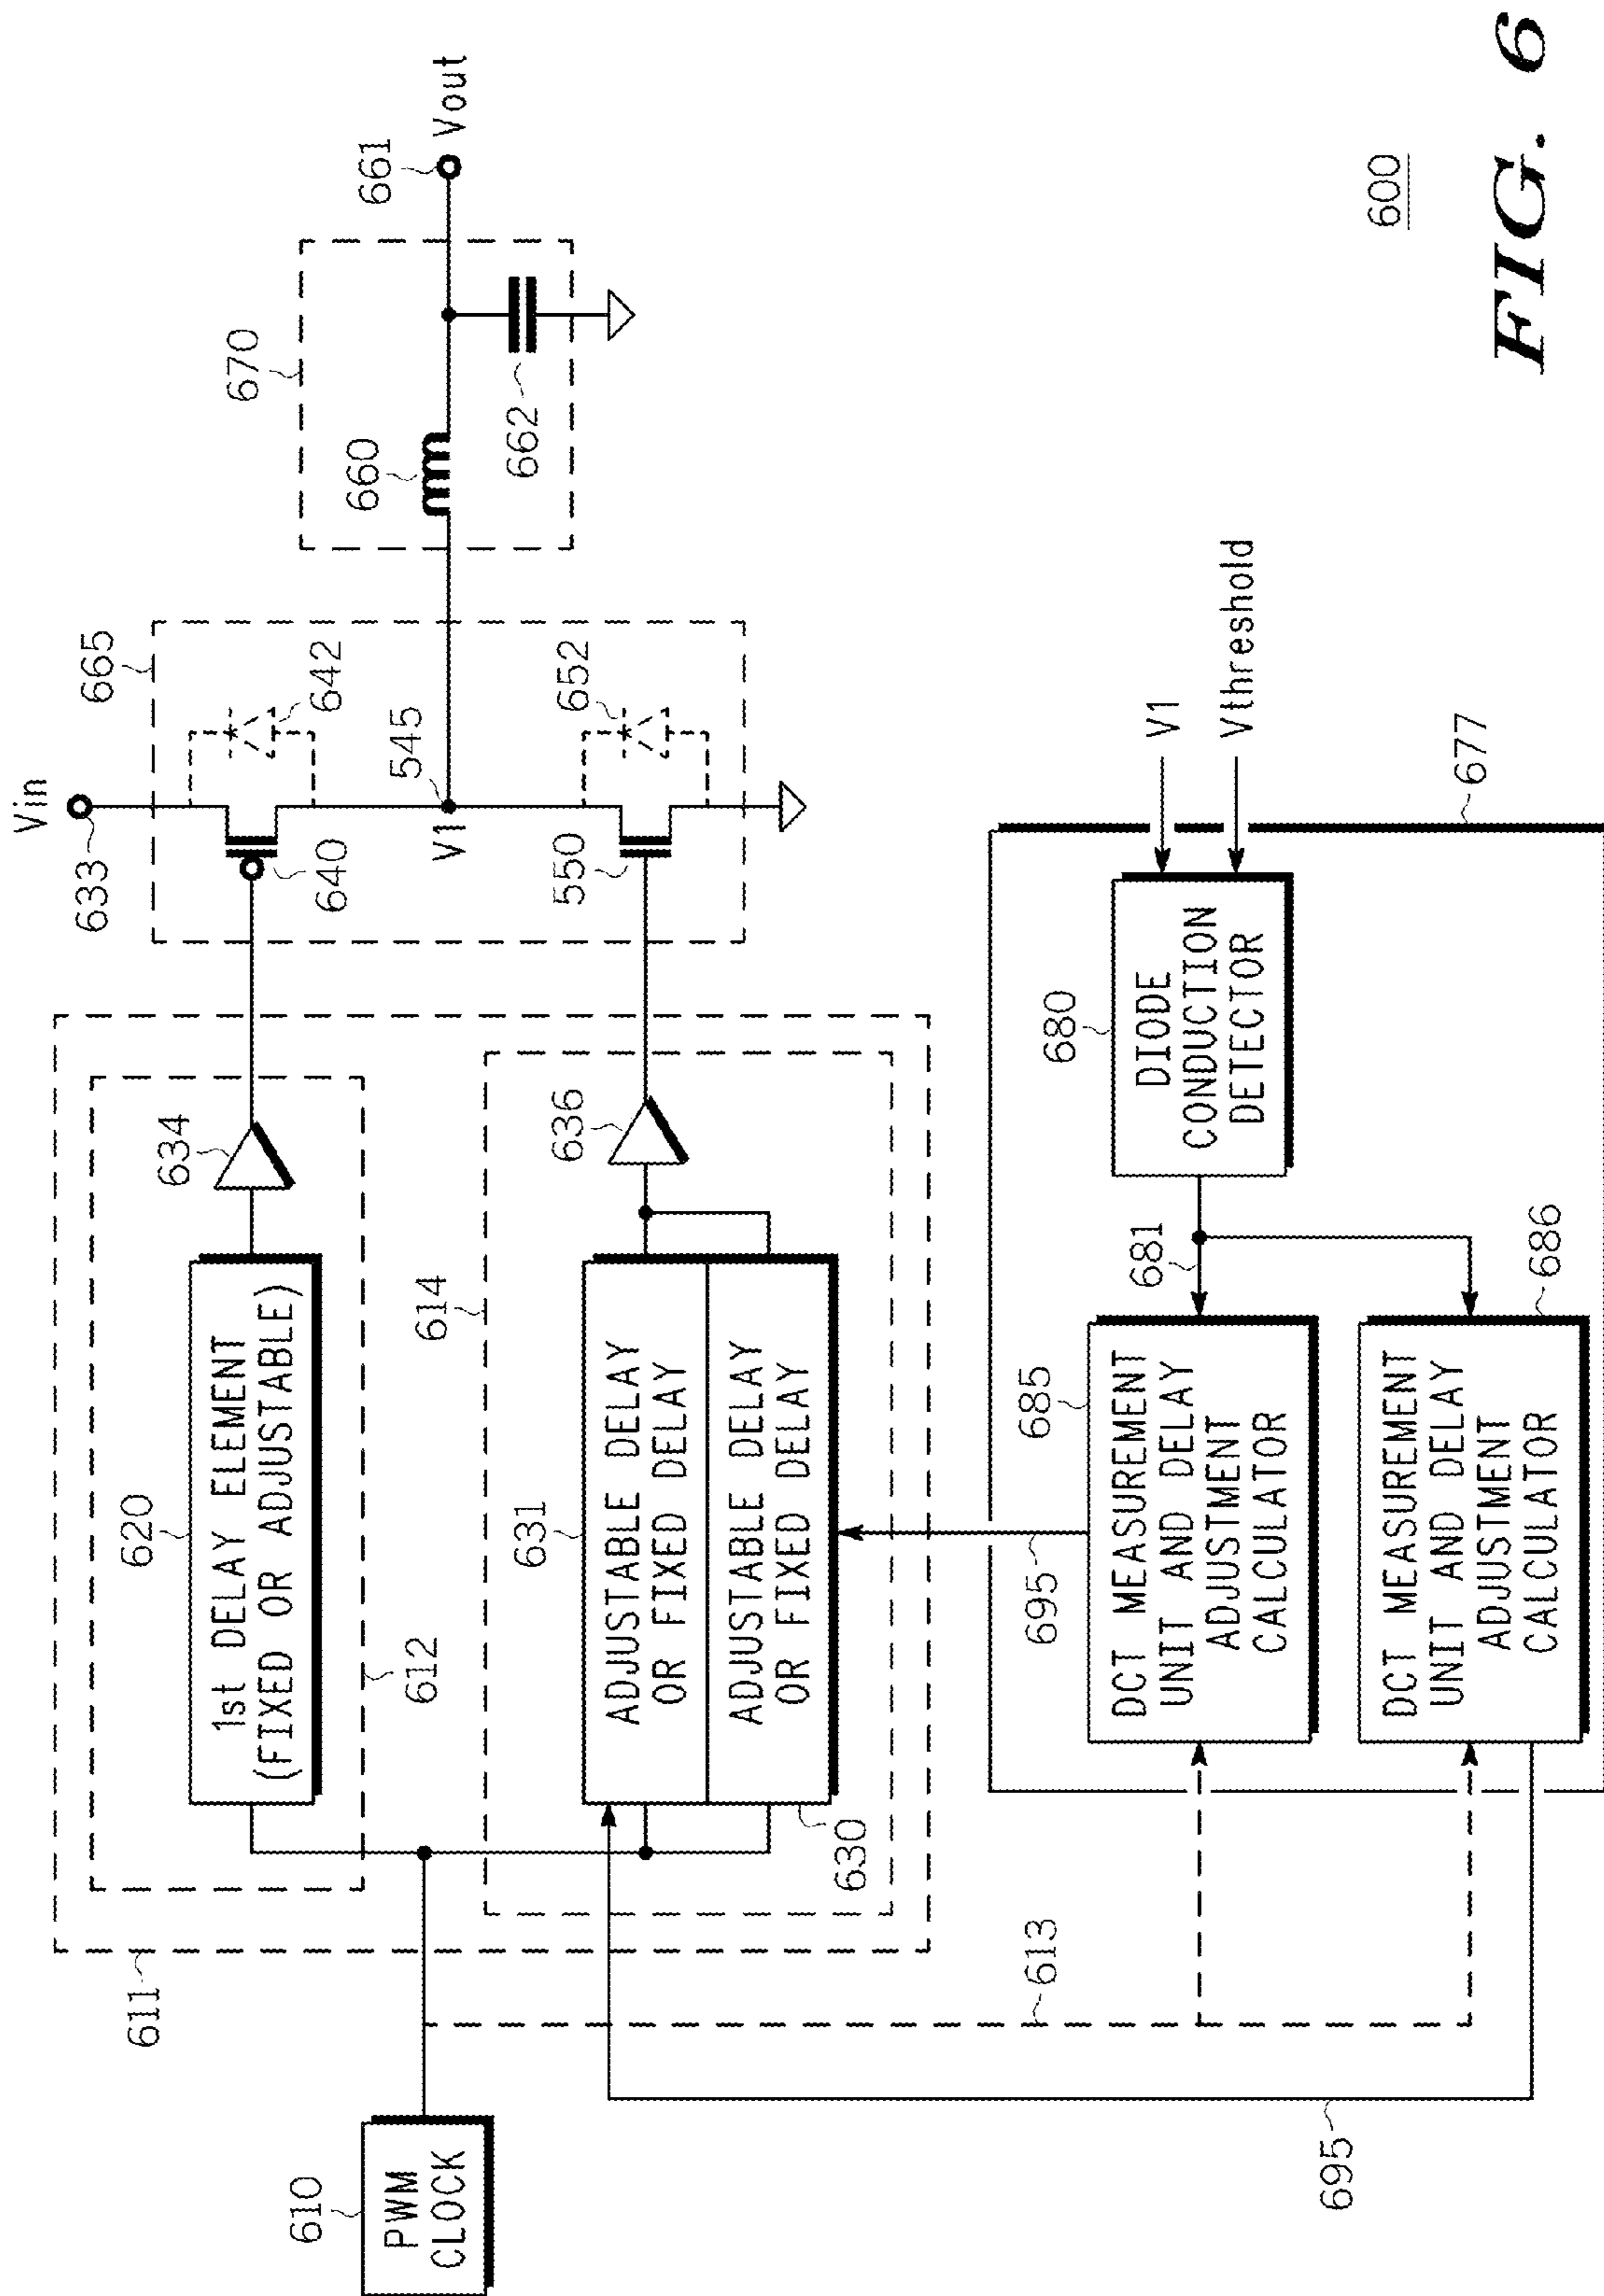 Vin
633
665
640
642
V1
545
550
652
670
660
662
661
Vout
611
612
620
1st DELAY ELEMENT
(FIXED OR ADJUSTABLE)
634
614
631
ADJUSTABLE DELAY
OR FIXED DELAY
ADJUSTABLE DELAY
OR FIXED DELAY
630
636
610
PWM
CLOCK
613
695
695
685
DCT MEASUREMENT
UNIT AND DELAY
ADJUSTMENT
CALCULATOR
681
680
DIODE
CONDUCTION
DETECTOR
V1
Vthreshold
677
DCT MEASUREMENT
UNIT AND DELAY
ADJUSTMENT
CALCULATOR
686
600
FIG. 6